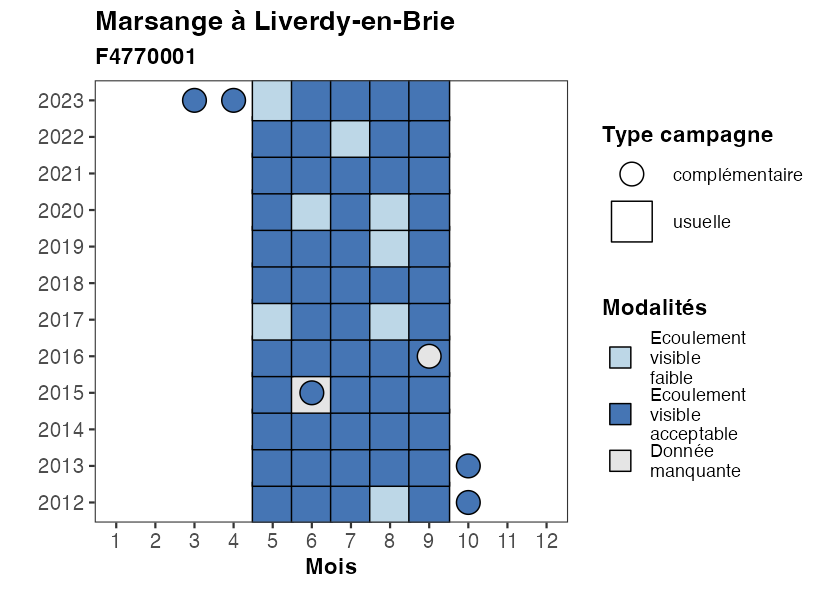 Marsange à Liverdy-en-Brie
F4770001
2023
2022
2021
2020
2019
2018
2017
2016
2015
2014
2013
2012
1 2 3 4 5 6 7 8 9 10 11 12
Mois
Type campagne
complémentaire
usuelle
Modalités
Ecoulement
visible
faible
Ecoulement
visible
acceptable
Donnée
manquante